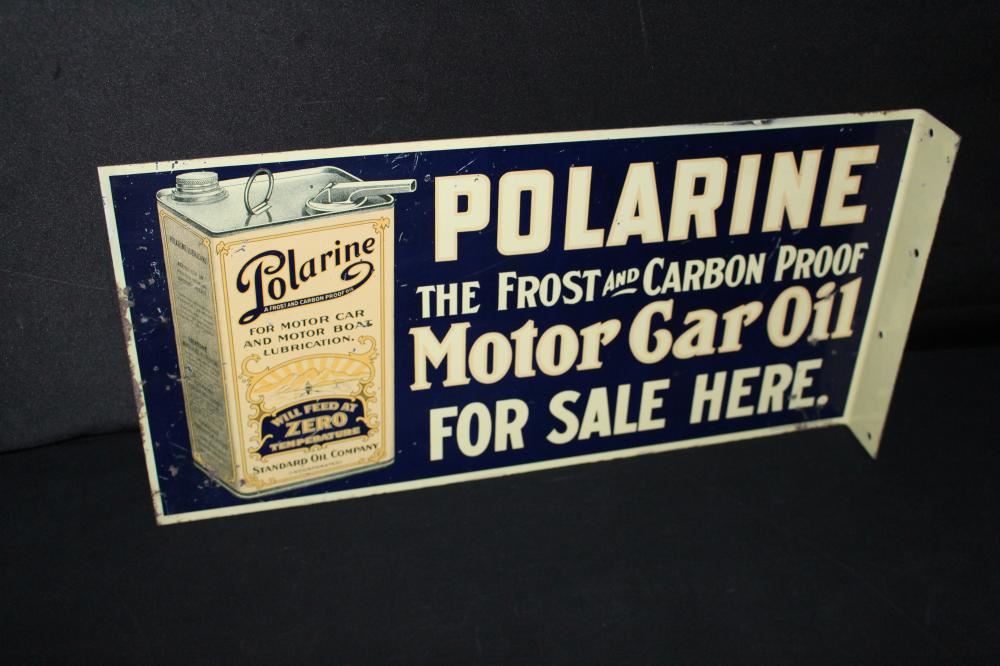 Polarine
A FROST AND CARBON PROOF OIL
FOR MOTOR CAR
AND MOTOR BOAT
LUBRICATION.
WILL FEED AT
ZERO
TEMPERATURE
STANDARD OIL COMPANY
(INCORPORATED)
POLARINE
THE FROST AND CARBON PROOF
Motor Car Oil
FOR SALE HERE.